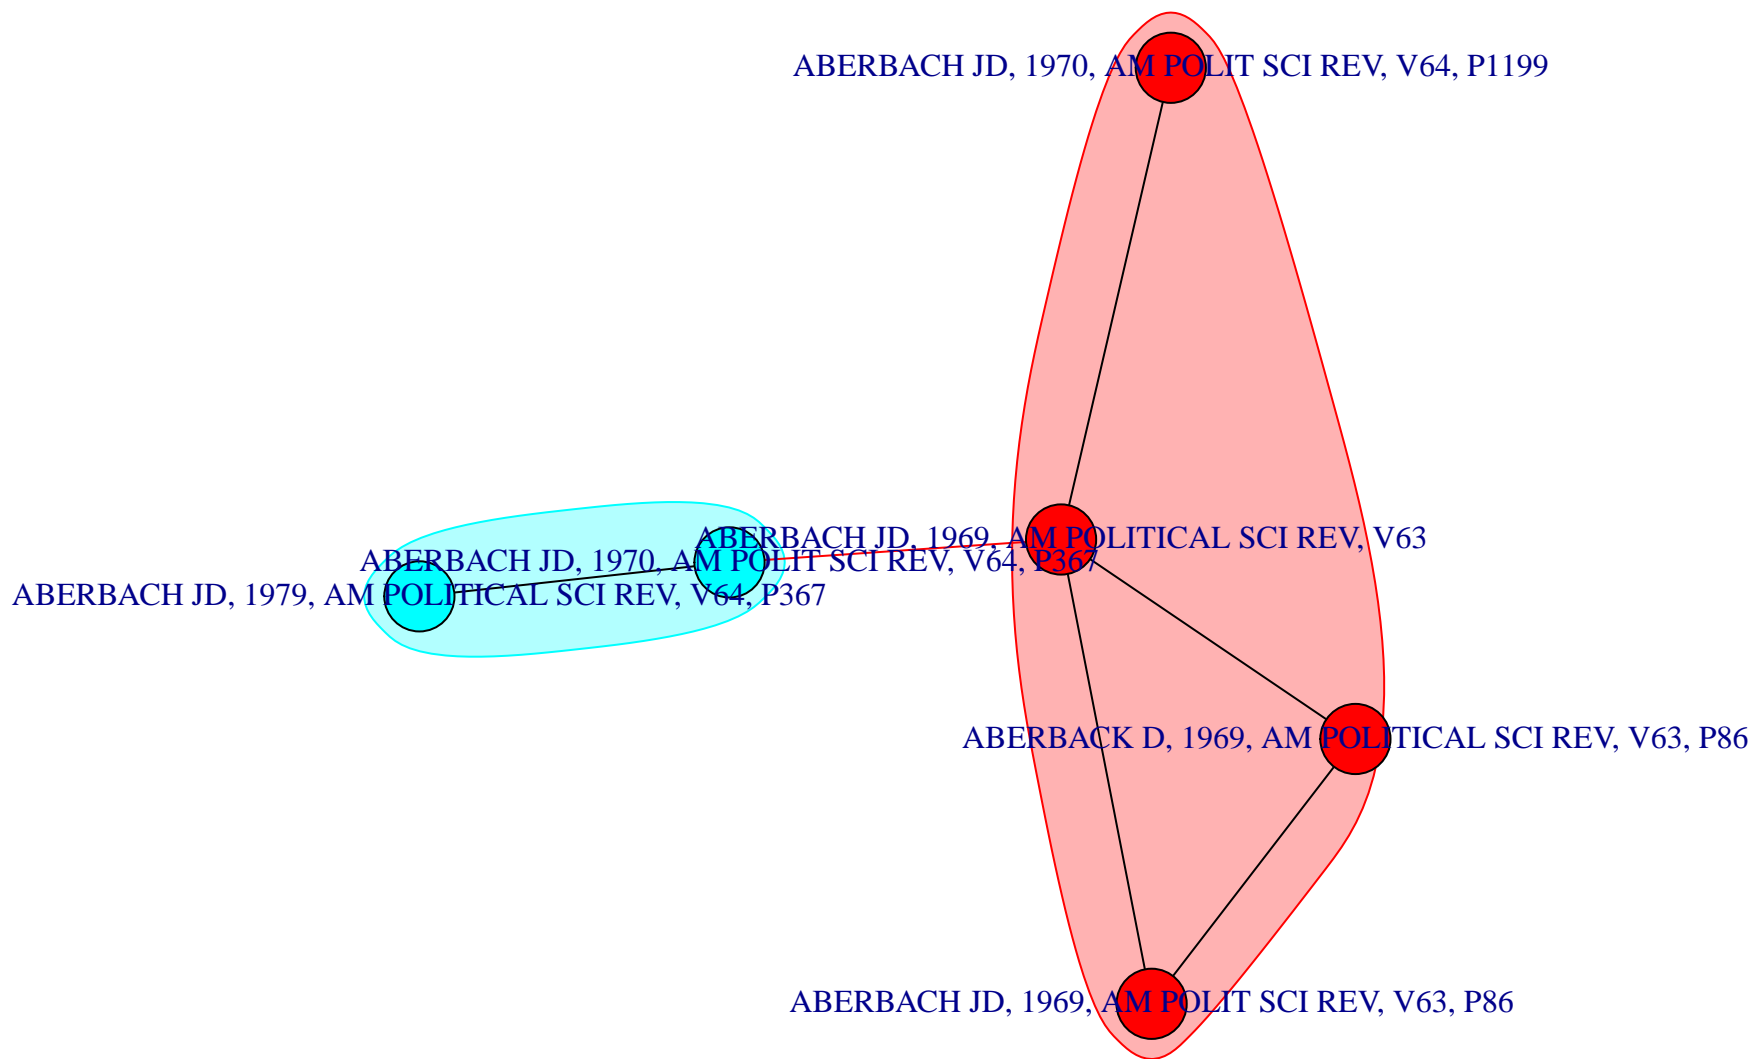 ABERBACH JD, 1970, AM POLIT SCI REV, V64, P1199
ABERBACH JD, 1969, AM POLITICAL SCI REV, V63
ABERBACH JD, 1970, AM POLIT SCI REV, V64, P367
ABERBACH JD, 1979, AM POLITICAL SCI REV, V64, P367
ABERBACK D, 1969, AM POLITICAL SCI REV, V63, P86
ABERBACH JD, 1969, AM POLIT SCI REV, V63, P86